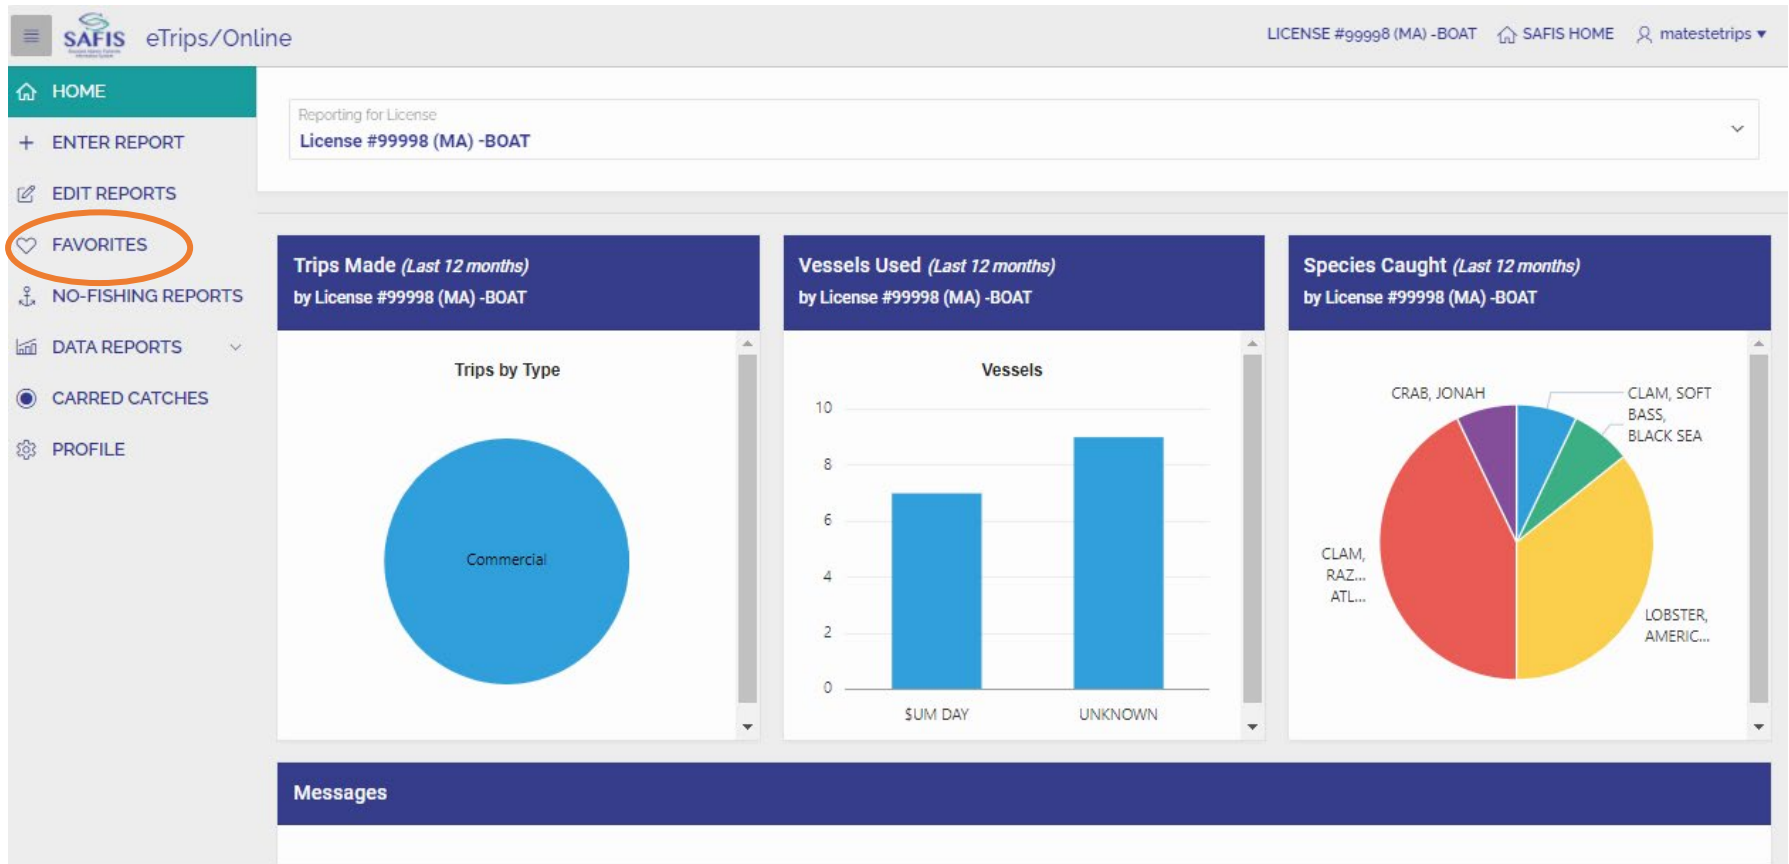 SAFIS
eTrips/Online
LICENSE #99998 (MA) -BOAT
SAFIS HOME
matestetrips
HOME
ENTER REPORT
EDIT REPORTS
FAVORITES
NO-FISHING REPORTS
DATA REPORTS
CARRED CATCHES
PROFILE
Reporting for License
License #99998 (MA) -BOAT
Trips Made (Last 12 months)
by License #99998 (MA) -BOAT
Trips by Type
Commercial
Vessels Used (Last 12 months)
by License #99998 (MA) -BOAT
Vessels
10
8
6
4
2
0
$UM DAY
UNKNOWN
Species Caught (Last 12 months)
by License #99998 (MA) -BOAT
CRAB, JONAH
CLAM, SOFT
BASS,
BLACK SEA
CLAM,
RAZ...
ATL...
LOBSTER,
AMERIC...
Messages